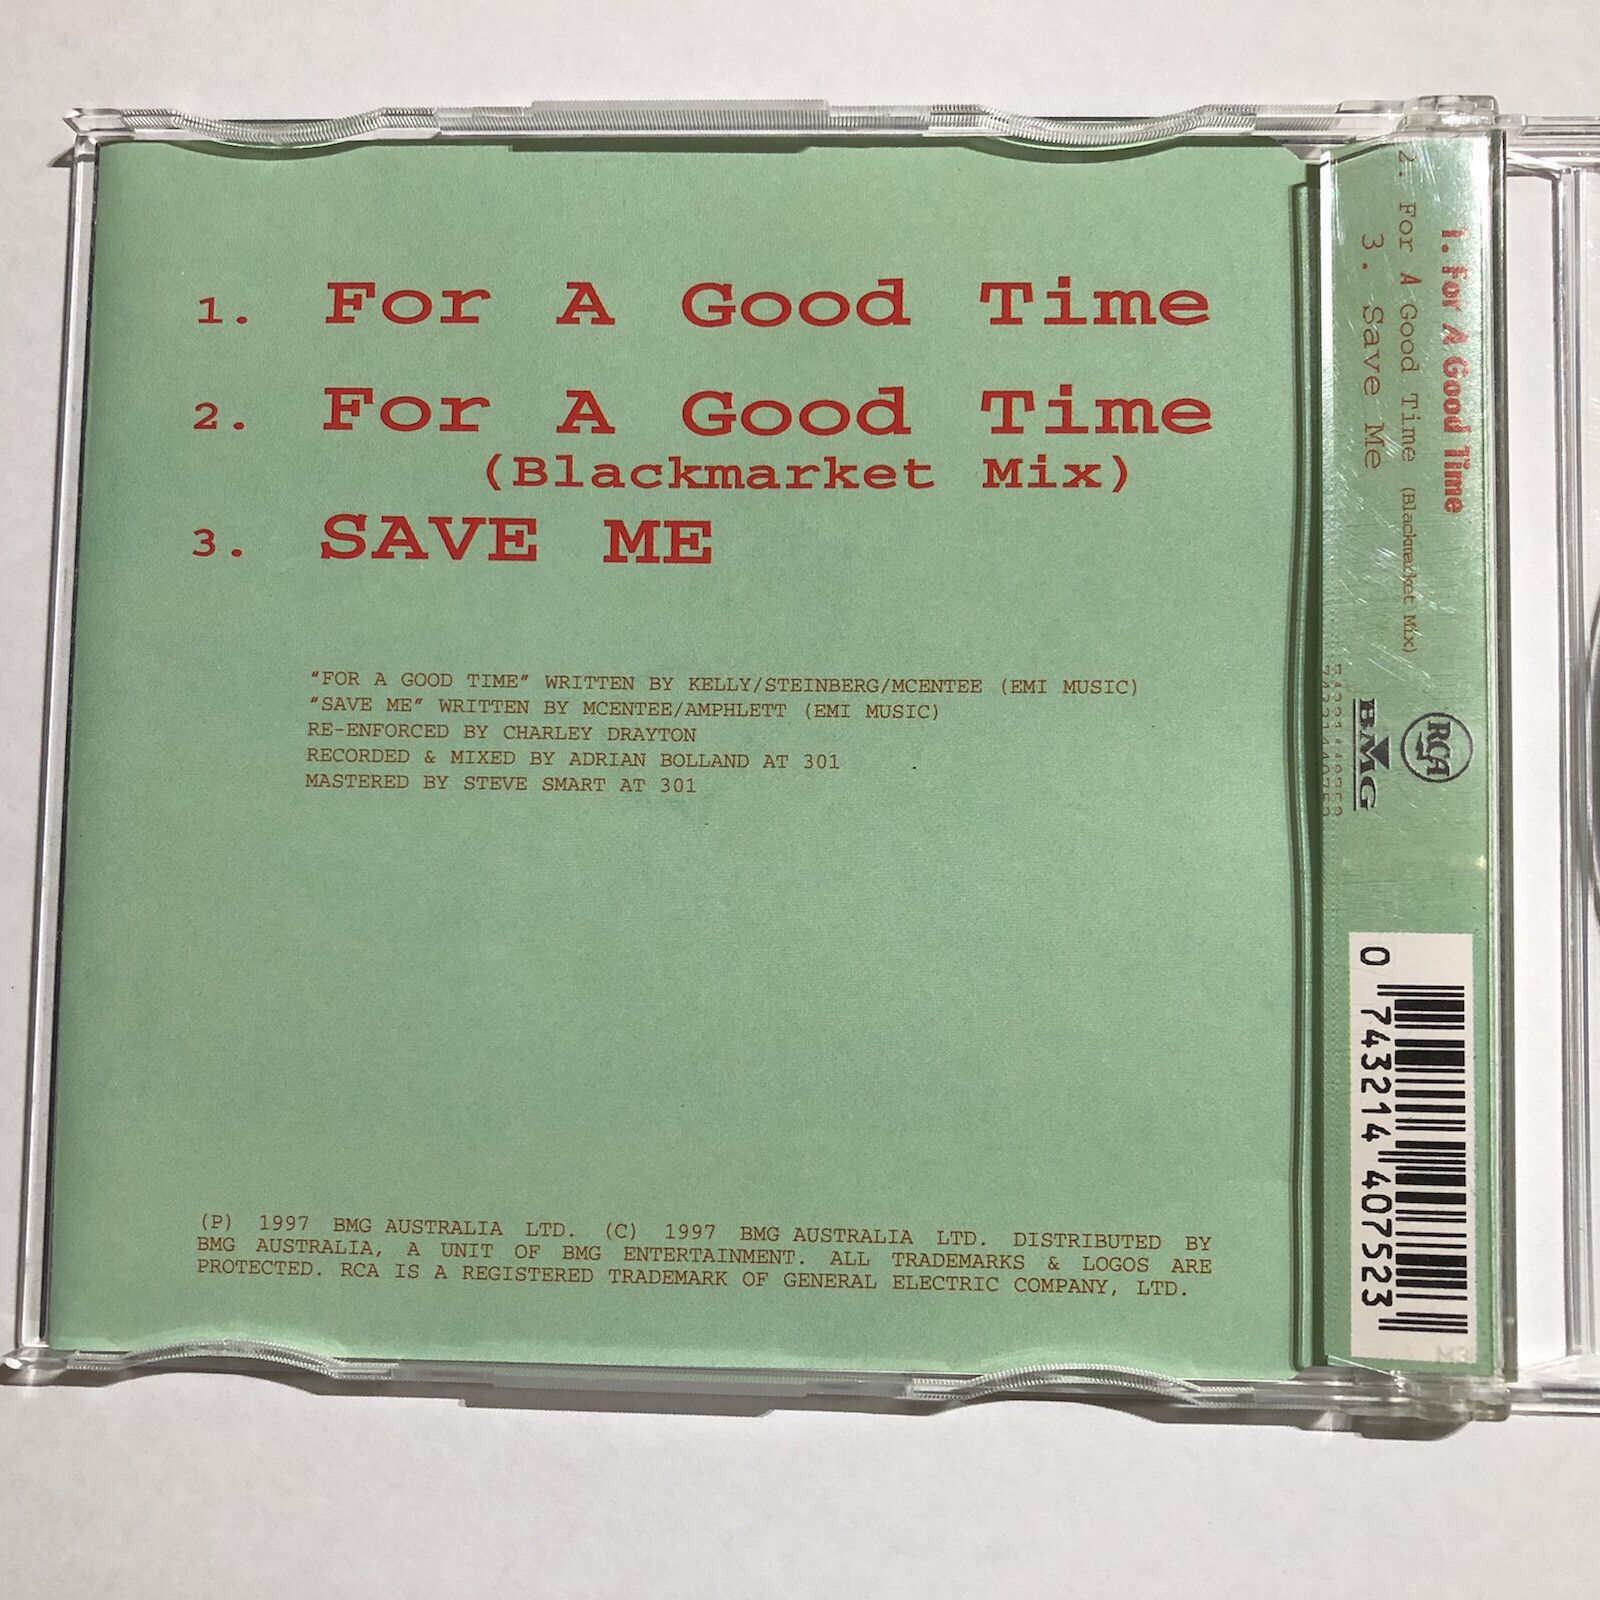 1. For A Good Time
2. For A Good Time
(Blackmarket Mix)
3. SAVE ME
"FOR A GOOD TIME" WRITTEN BY KELLY/STEINBERG/MCENTEE (EMI MUSIC)
"SAVE ME" WRITTEN BY MCENTEE/AMPHLETT (EMI MUSIC)
RE-ENFORCED BY CHARLEY DRAYTON
RECORDED & MIXED BY ADRIAN BOLLAND AT 301
MASTERED BY STEVE SMART AT 301
(P) 1997 BMG AUSTRALIA LTD. (C) 1997 BMG AUSTRALIA LTD. DISTRIBUTED BY
BMG AUSTRALIA, A UNIT OF BMG ENTERTAINMENT. ALL TRADEMARKS & LOGOS ARE
PROTECTED. RCA IS A REGISTERED TRADEMARK OF GENERAL ELECTRIC COMPANY, LTD.
1. For A Good Time
2. For A Good Time (Blackmarket Mix)
3. Save Me
RCA
BMG
0 743214 407523